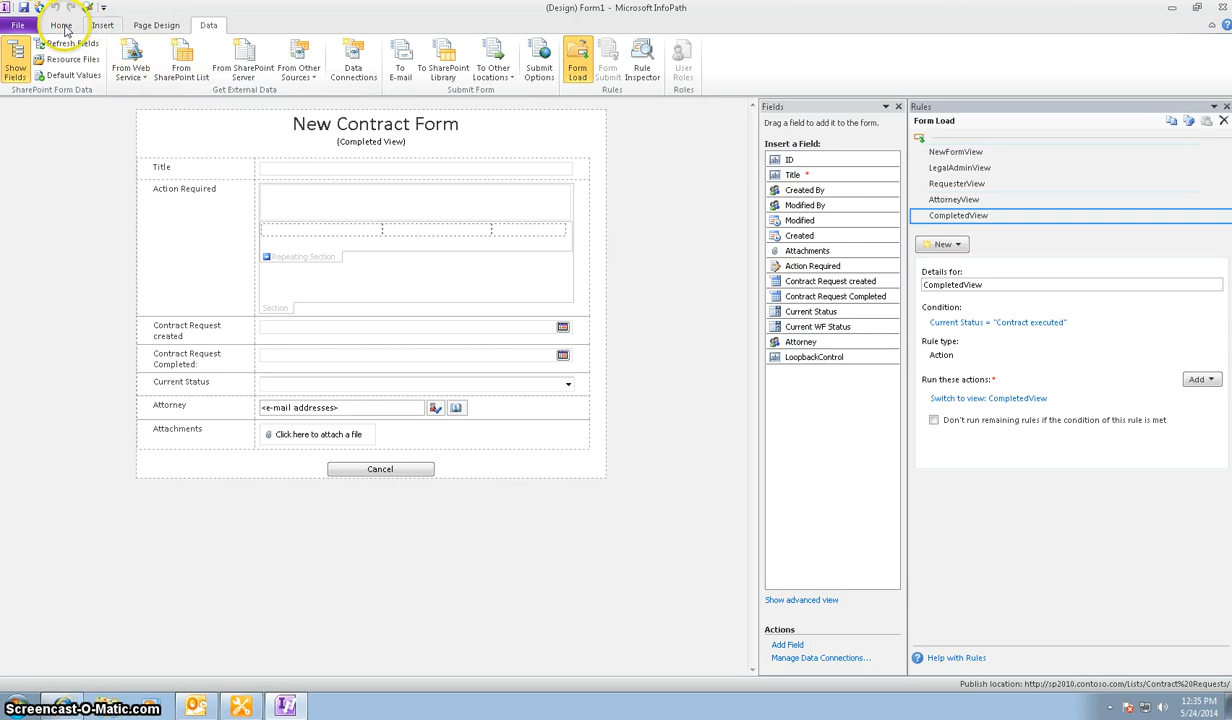 (Design) Form1 - Microsoft InfoPath
File
Home
Insert
Page Design
Data
Show Fields
Refresh Fields
Resource Files
Default Values
SharePoint Form Data
From Web Service
From SharePoint List
From SharePoint Server
From Other Sources
Data Connections
Get External Data
To E-mail
To SharePoint Library
To Other Locations
Submit Options
Submit Form
Form Load
Form Submit
Rule Inspector
Rules
User Roles
Roles
New Contract Form
(Completed View)
Title
Action Required
Repeating Section
Section
Contract Request
created
Contract Request
Completed:
Current Status
Attorney
<e-mail addresses>
Attachments
Click here to attach a file
Cancel
Fields
Drag a field to add it to the form.
Insert a Field:
ID
Title *
Created By
Modified By
Modified
Created
Attachments
Action Required
Contract Request created
Contract Request Completed
Current Status
Current WF Status
Attorney
LoopbackControl
Show advanced view
Actions
Add Field
Manage Data Connections...
Rules
Form Load
NewFormView
LegalAdminView
RequesterView
AttorneyView
CompletedView
New
Details for:
CompletedView
Condition:
Current Status = "Contract executed"
Rule type:
Action
Run these actions:*
Add
Switch to view: CompletedView
Don't run remaining rules if the condition of this rule is met
Help with Rules
Publish location: http://sp2010.contoso.com/Lists/Contract%20Requests/
Screencast-O-Matic.com
12:35 PM
5/24/2014